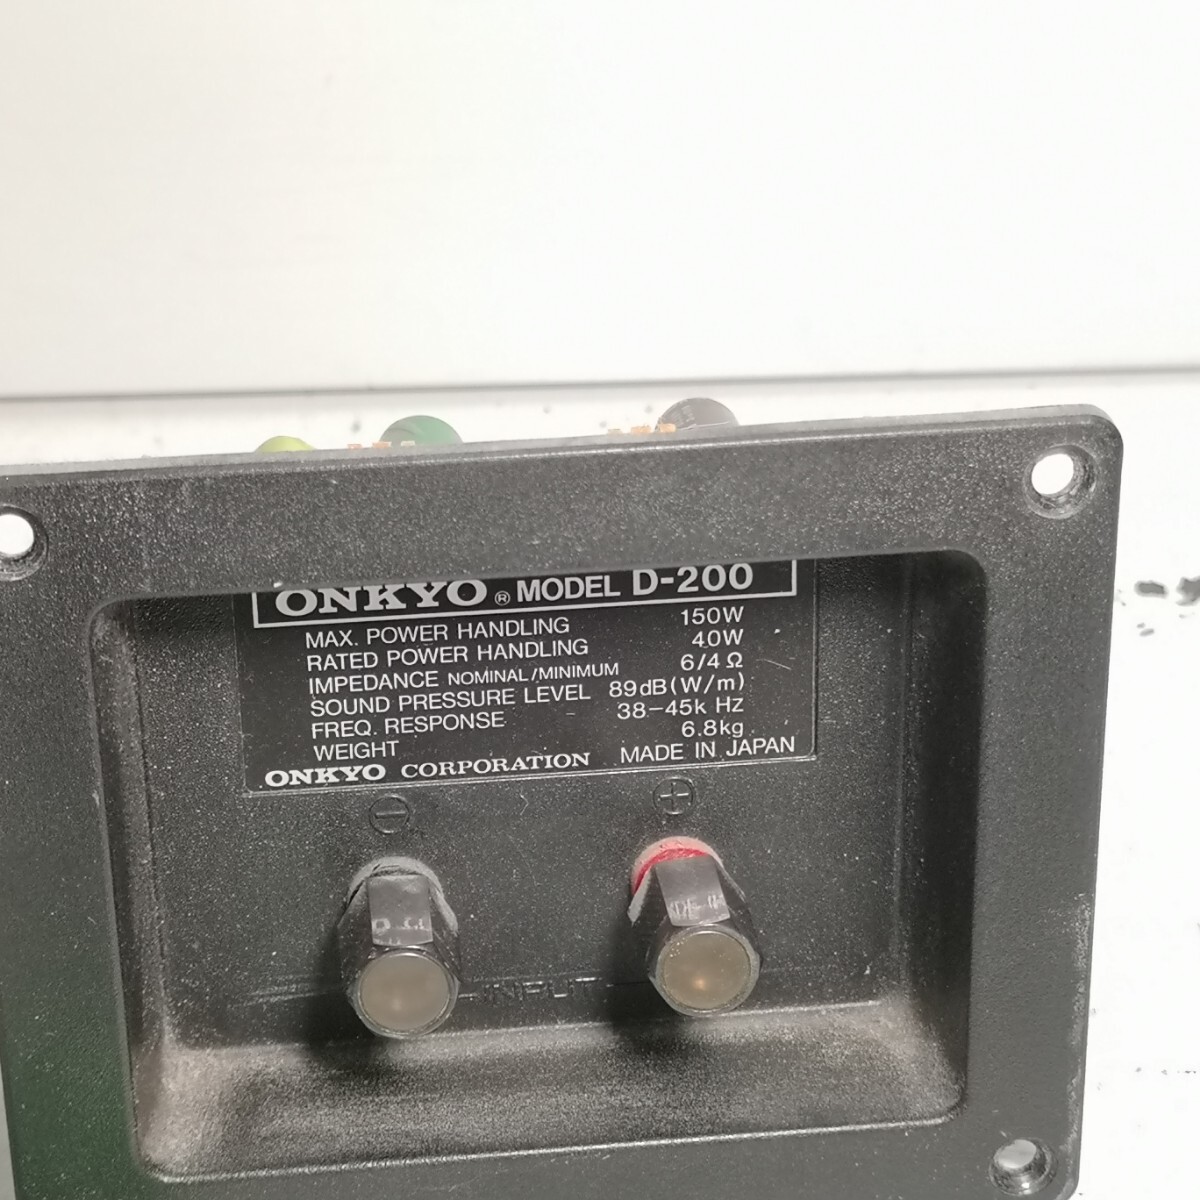 ONKYO® MODEL D-200
MAX. POWER HANDLING 150W
RATED POWER HANDLING 40W
IMPEDANCE NOMINAL/MINIMUM 6/4 Ω
SOUND PRESSURE LEVEL 89dB(W/m)
FREQ. RESPONSE 38-45k Hz
WEIGHT 6.8kg
ONKYO CORPORATION MADE IN JAPAN
− +
INPUT